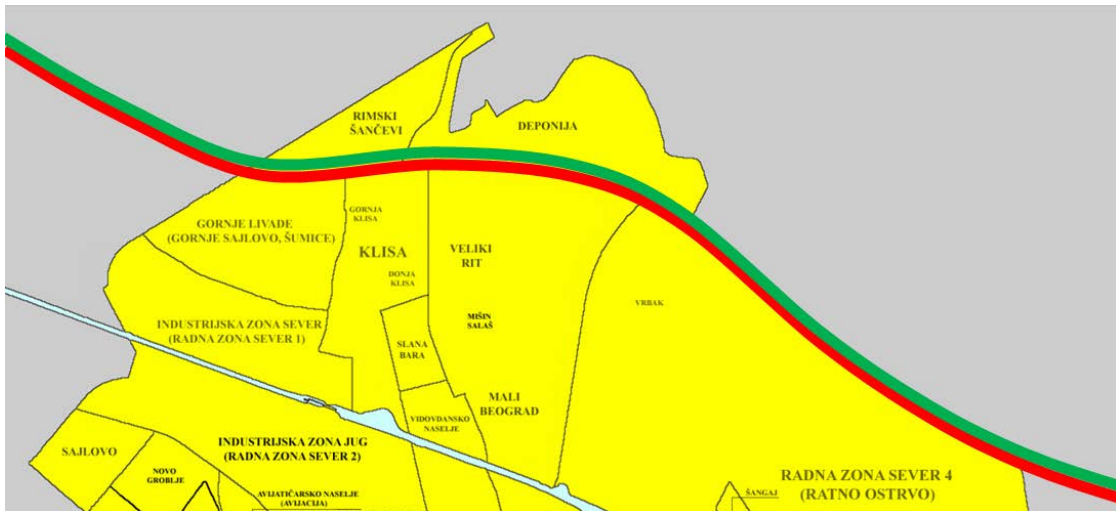 RIMSKI
ŠANČEVI
DEPONIJA
GORNJA
KLISA
GORNJE LIVADE
(GORNJE SAJLOVO, ŠUMICE)
KLISA
VELIKI
RIT
DONJA
KLISA
VRBAK
INDUSTRIJSKA ZONA SEVER
(RADNA ZONA SEVER 1)
MIŠIN
SALAŠ
SLANA
BARA
MALI
BEOGRAD
VIDOVDANSKO
NASELJE
INDUSTRIJSKA ZONA JUG
(RADNA ZONA SEVER 2)
SAJLOVO
NOVO
GROBLJE
RADNA ZONA SEVER 4
(RATNO OSTRVO)
ŠANGAJ
AVIJATIČARSKO NASELJE
(AVIJACIJA)